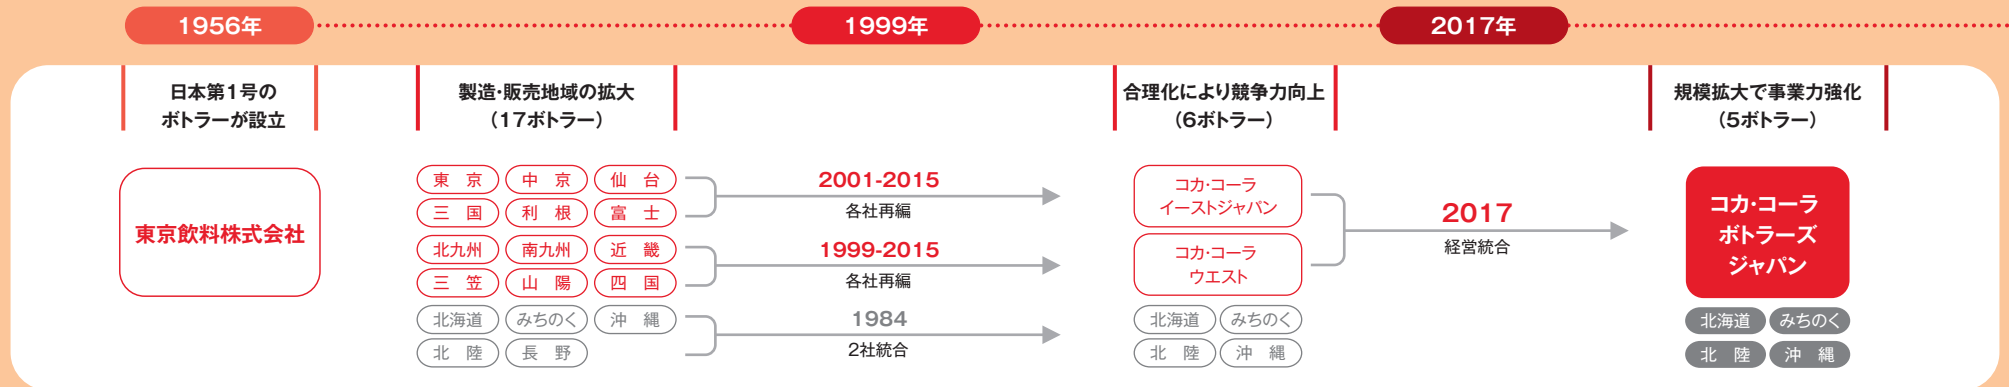 1956年
1999年
2017年
日本第1号の
ボトラーが設立
東京飲料株式会社
製造・販売地域の拡大
(17ボトラー)
東 京 中 京 仙 台
三 国 利 根 富 士
北九州 南九州 近 畿
三 笠 山 陽 四 国
北海道 みちのく 沖 縄
北 陸 長 野
2001-2015
各社再編
1999-2015
各社再編
1984
2社統合
合理化により競争力向上
(6ボトラー)
コカ・コーラ
イーストジャパン
コカ・コーラ
ウエスト
北海道 みちのく
北 陸 沖 縄
2017
経営統合
規模拡大で事業力強化
(5ボトラー)
コカ・コーラ
ボトラーズ
ジャパン
北海道 みちのく
北 陸 沖 縄